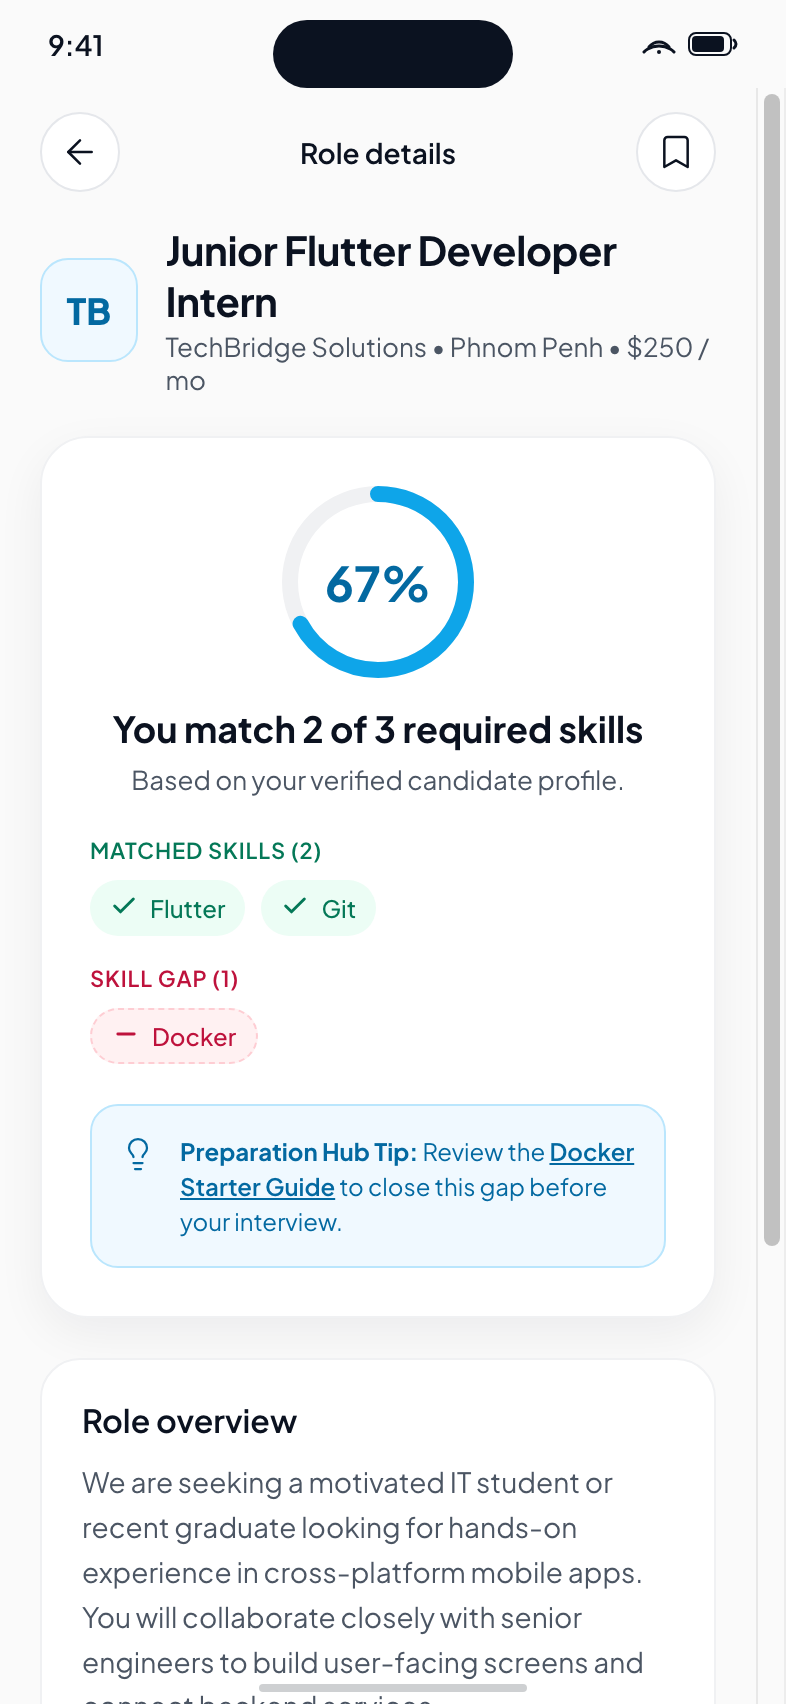 9:41
Role details
TB
Junior Flutter Developer
Intern
TechBridge Solutions • Phnom Penh • $250 /
mo
67%
You match 2 of 3 required skills
Based on your verified candidate profile.
MATCHED SKILLS (2)
Flutter
Git
SKILL GAP (1)
Docker
Preparation Hub Tip: Review the Docker
Starter Guide to close this gap before
your interview.
Role overview
We are seeking a motivated IT student or
recent graduate looking for hands-on
experience in cross-platform mobile apps.
You will collaborate closely with senior
engineers to build user-facing screens and
connect backend services.